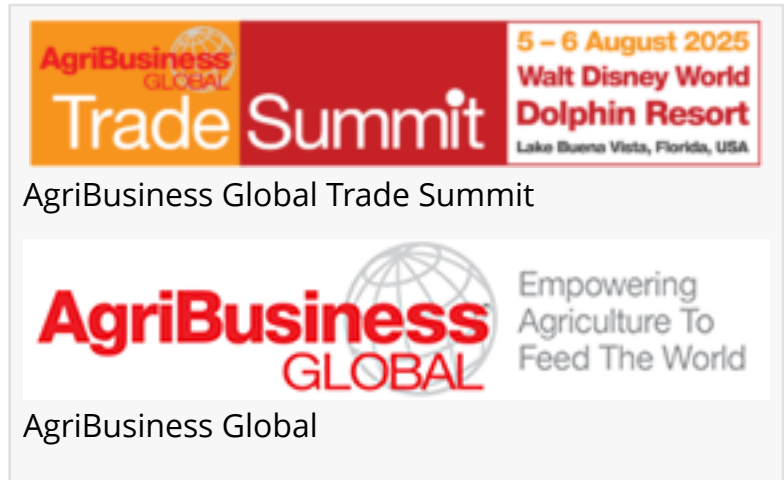 AgriBusiness
GLOBAL
Trade Summit
5 – 6 August 2025
Walt Disney World
Dolphin Resort
Lake Buena Vista, Florida, USA
AgriBusiness Global Trade Summit
AgriBusiness
GLOBAL
Empowering
Agriculture To
Feed The World
AgriBusiness Global